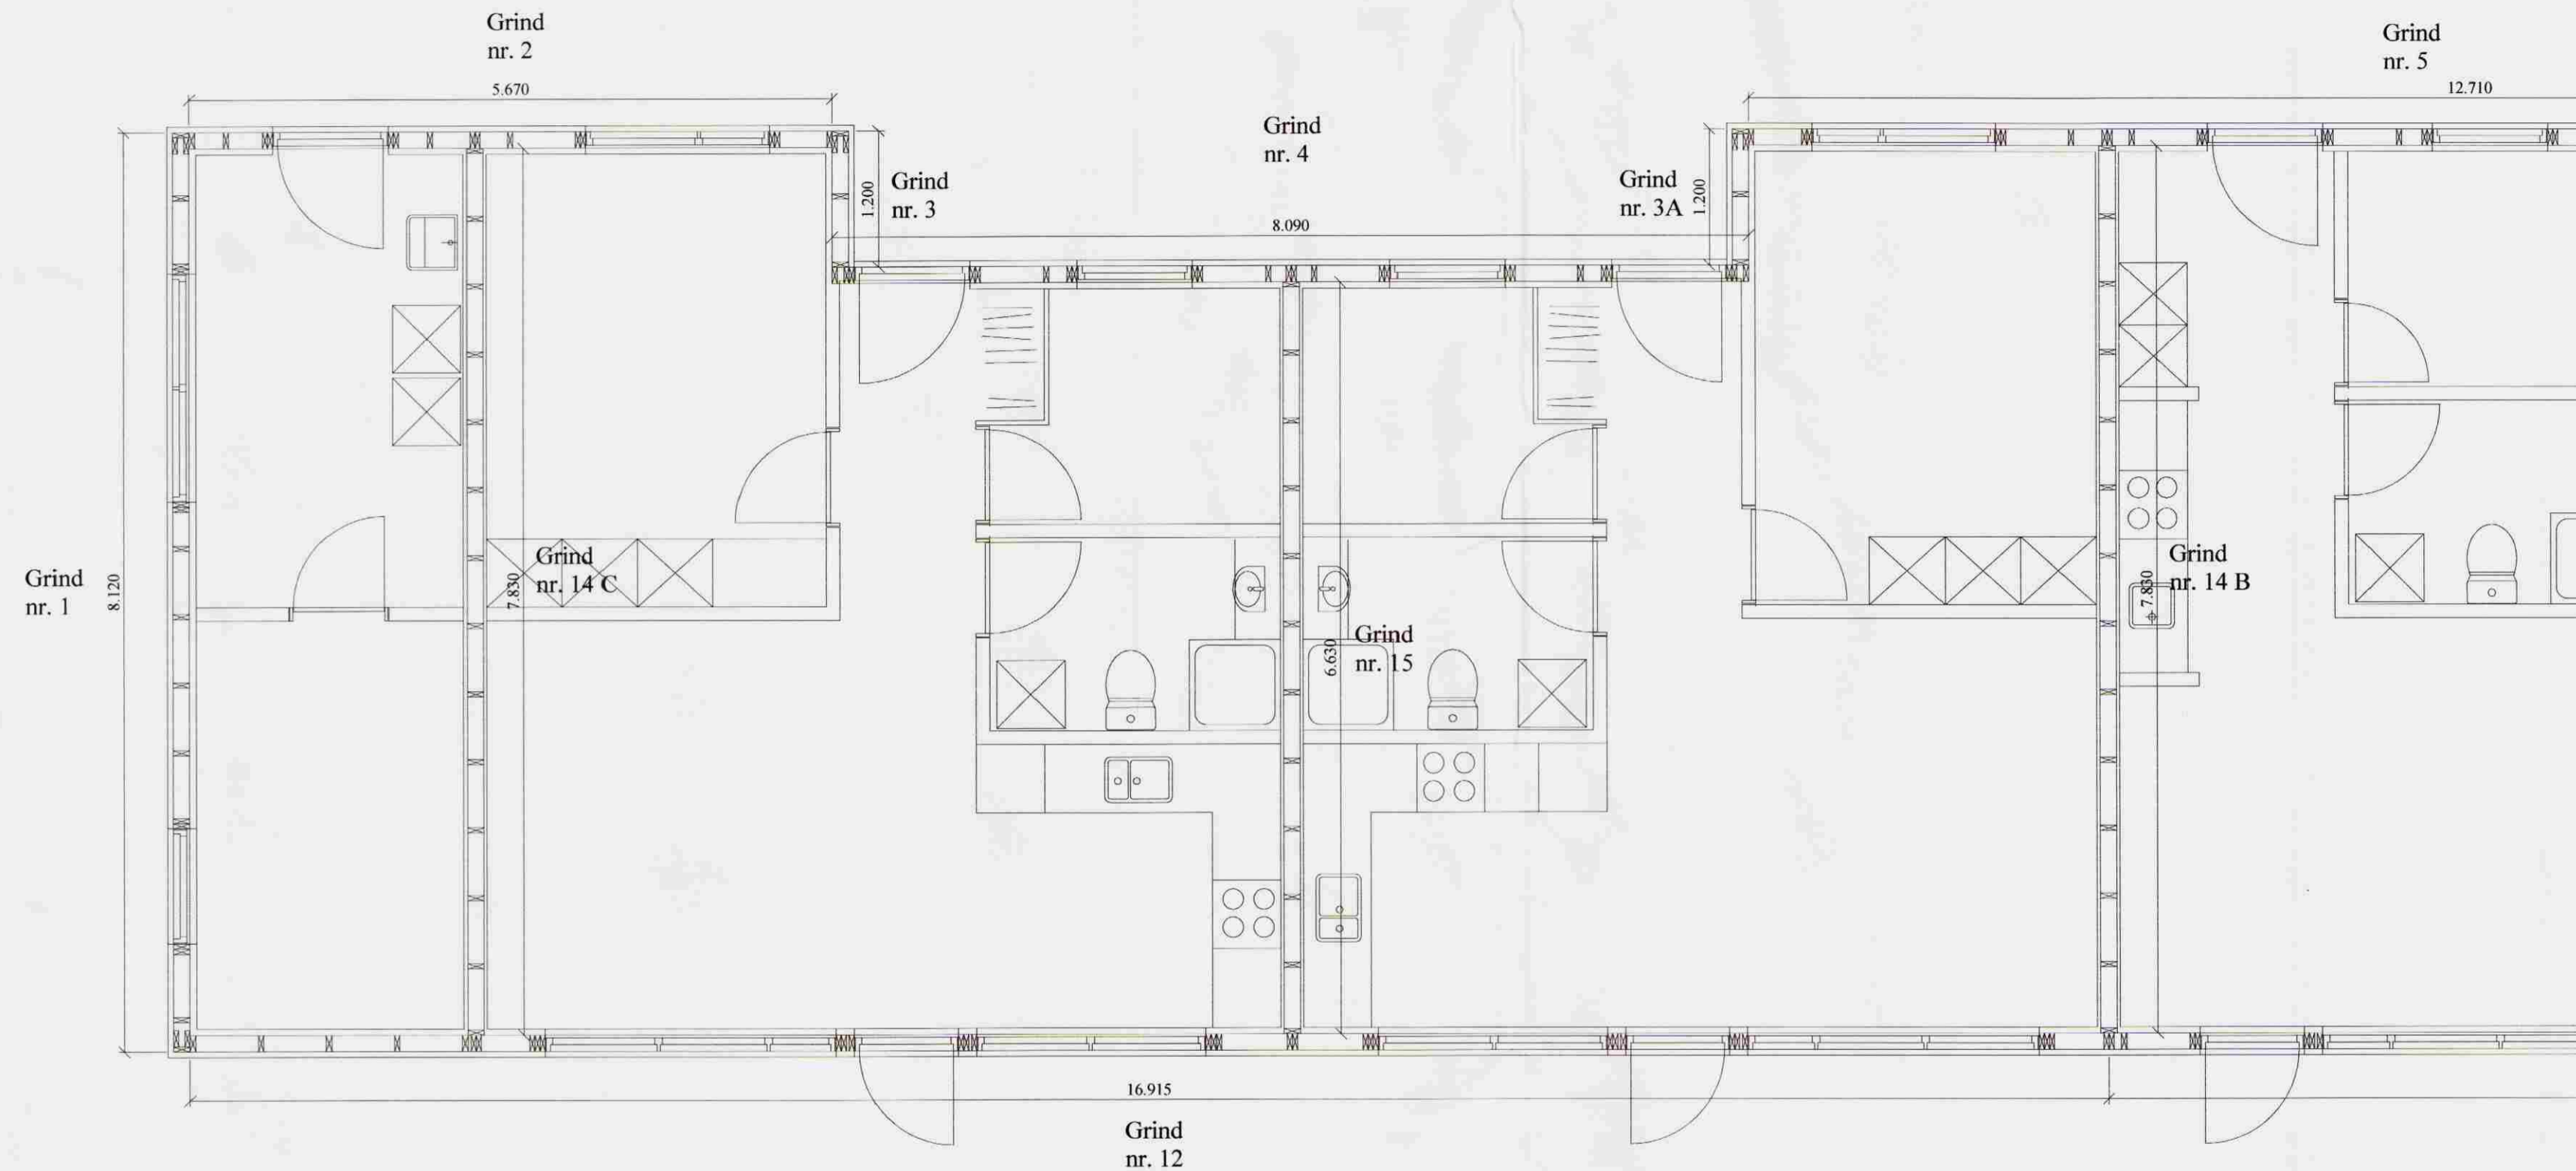 Grind
nr. 2
5.670
Grind
nr. 5
12.710
Grind
nr. 4
1.200
Grind
nr. 3
8.090
Grind
nr. 3A
1.200
Grind
nr. 1
8.120
7.830
Grind
nr. 14 C
6.630
Grind
nr. 15
7.830
Grind
nr. 14 B
16.915
Grind
nr. 12